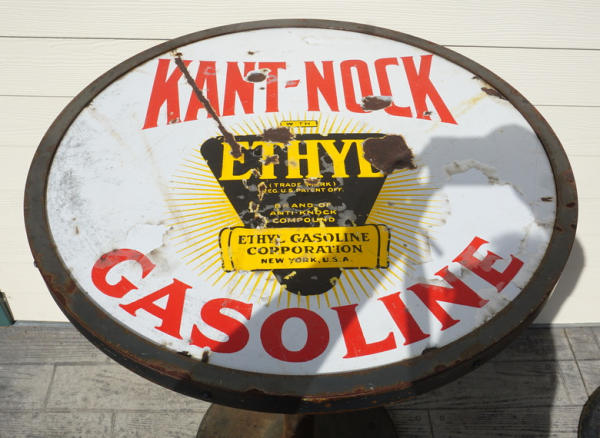 KANT-NOCK
WITH
ETHYL
(TRADE MARK)
REG. U.S. PATENT OFF.
BRAND OF
ANTI-KNOCK
COMPOUND
ETHYL GASOLINE
CORPORATION
NEW YORK, U.S.A.
GASOLINE